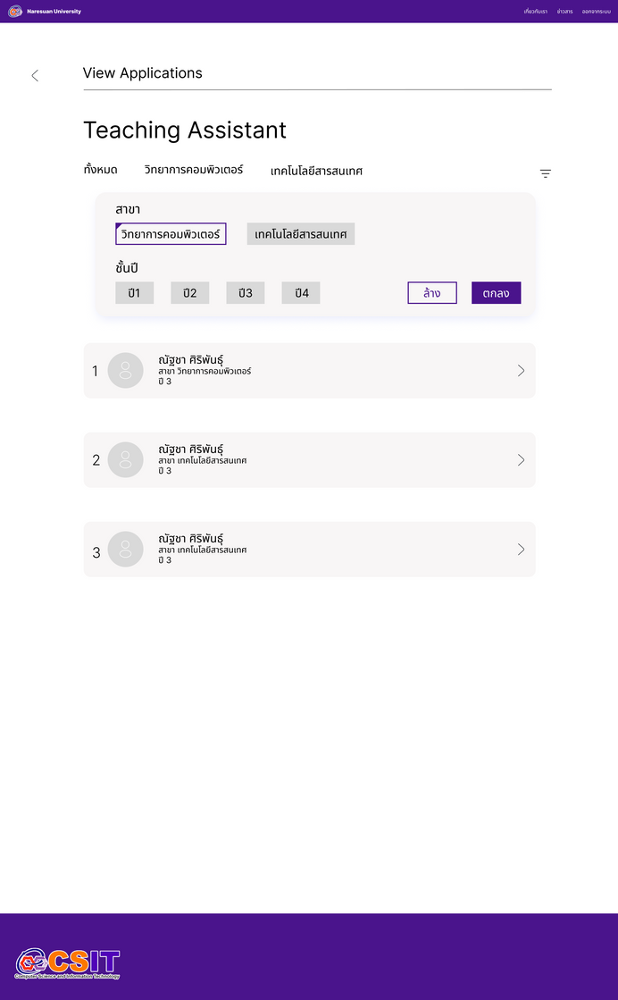 Naresuan University
เกี่ยวกับเรา ข่าวสาร ออกจากระบบ
View Applications
Teaching Assistant
ทั้งหมด วิทยาการคอมพิวเตอร์ เทคโนโลยีสารสนเทศ
สาขา
วิทยาการคอมพิวเตอร์ เทคโนโลยีสารสนเทศ
ชั้นปี
ปี1 ปี2 ปี3 ปี4 ล้าง ตกลง
1
ณัฐชา ศิริพันธุ์
สาขา วิทยาการคอมพิวเตอร์
ปี 3
2
ณัฐชา ศิริพันธุ์
สาขา เทคโนโลยีสารสนเทศ
ปี 3
3
ณัฐชา ศิริพันธุ์
สาขา เทคโนโลยีสารสนเทศ
ปี 3
CSIT
Computer Science and Information Technology